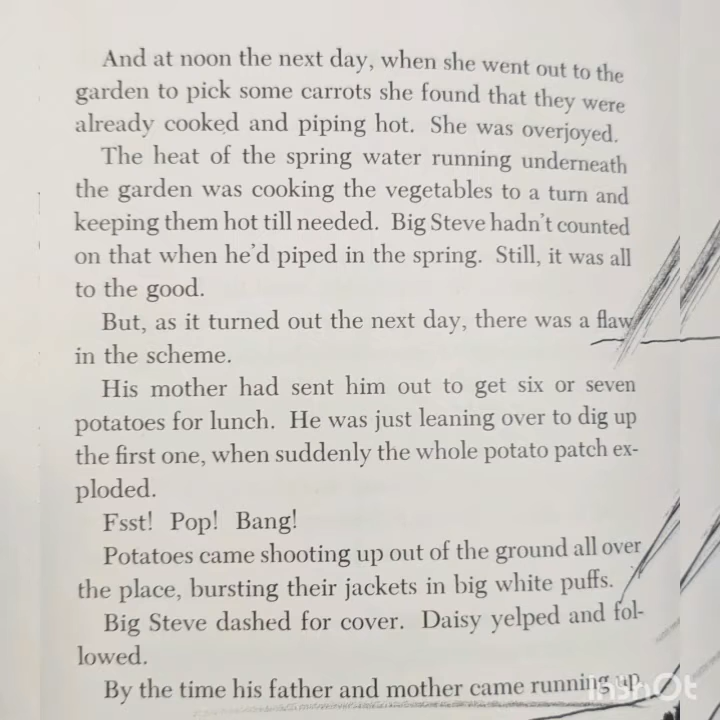 And at noon the next day, when she went out to the
garden to pick some carrots she found that they were
already cooked and piping hot. She was overjoyed.
The heat of the spring water running underneath
the garden was cooking the vegetables to a turn and
keeping them hot till needed. Big Steve hadn't counted
on that when he'd piped in the spring. Still, it was all
to the good.
But, as it turned out the next day, there was a flaw
in the scheme.
His mother had sent him out to get six or seven
potatoes for lunch. He was just leaning over to dig up
the first one, when suddenly the whole potato patch ex-
ploded.
Fsst! Pop! Bang!
Potatoes came shooting up out of the ground all over
the place, bursting their jackets in big white puffs.
Big Steve dashed for cover. Daisy yelped and fol-
lowed.
By the time his father and mother came running up
InShOt